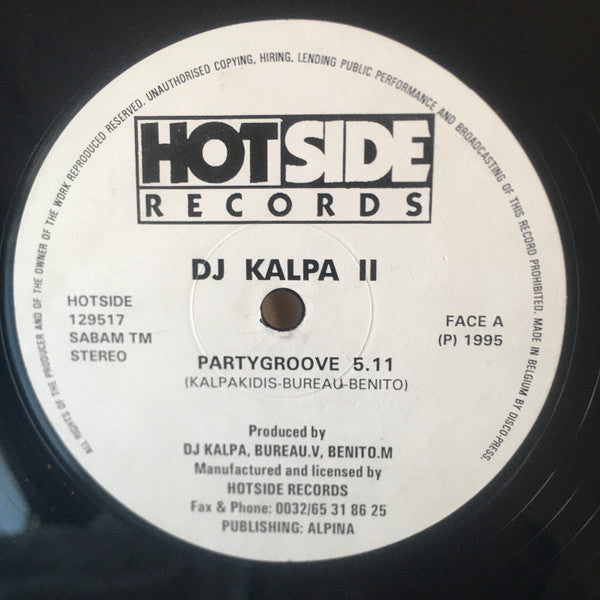 ALL RIGHTS OF THE PRODUCER AND OF THE OWNER OF THE WORK REPRODUCED RESERVED. UNAUTHORISED COPYING, HIRING, LENDING PUBLIC PERFORMANCE AND BROADCASTING OF THIS RECORD PROHIBITED. MADE IN BELGIUM BY DISCO-PRESS.
HOTSIDE
RECORDS
DJ KALPA II
HOTSIDE
129517
SABAM TM
STEREO
FACE A
(P) 1995
PARTYGROOVE 5.11
(KALPAKIDIS-BUREAU-BENITO)
Produced by
DJ KALPA, BUREAU.V, BENITO.M
Manufactured and licensed by
HOTSIDE RECORDS
Fax & Phone: 0032/65 31 86 25
PUBLISHING: ALPINA